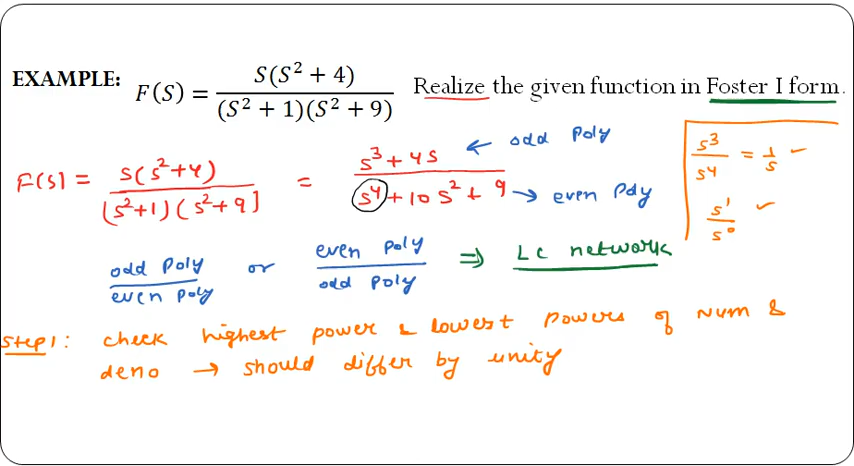 EXAMPLE: F(S) = S(S² + 4) / (S² + 1)(S² + 9) Realize the given function in Foster I form.
F(s) = s(s²+4) / (s²+1)(s²+9] = s³+4s / s⁴+10s²+9
← odd poly
→ even poly
s³/s⁴ = 1/s ✓
s¹/s⁰ ✓
odd poly / even poly or even poly / odd poly ⇒ LC network
Step 1: check highest power & lowest powers of Num &
deno → should differ by unity